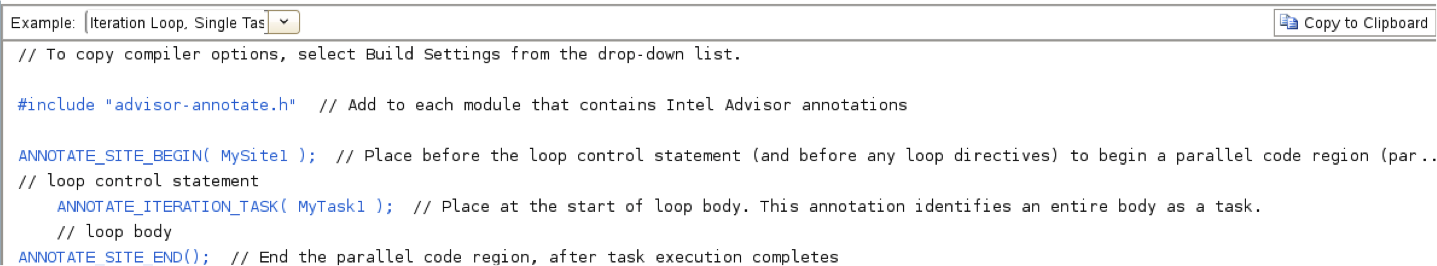 Example: Iteration Loop, Single Tas Copy to Clipboard
// To copy compiler options, select Build Settings from the drop-down list.
#include "advisor-annotate.h" // Add to each module that contains Intel Advisor annotations
ANNOTATE_SITE_BEGIN( MySite1 ); // Place before the loop control statement (and before any loop directives) to begin a parallel code region (par..
// loop control statement
ANNOTATE_ITERATION_TASK( MyTask1 ); // Place at the start of loop body. This annotation identifies an entire body as a task.
// loop body
ANNOTATE_SITE_END(); // End the parallel code region, after task execution completes